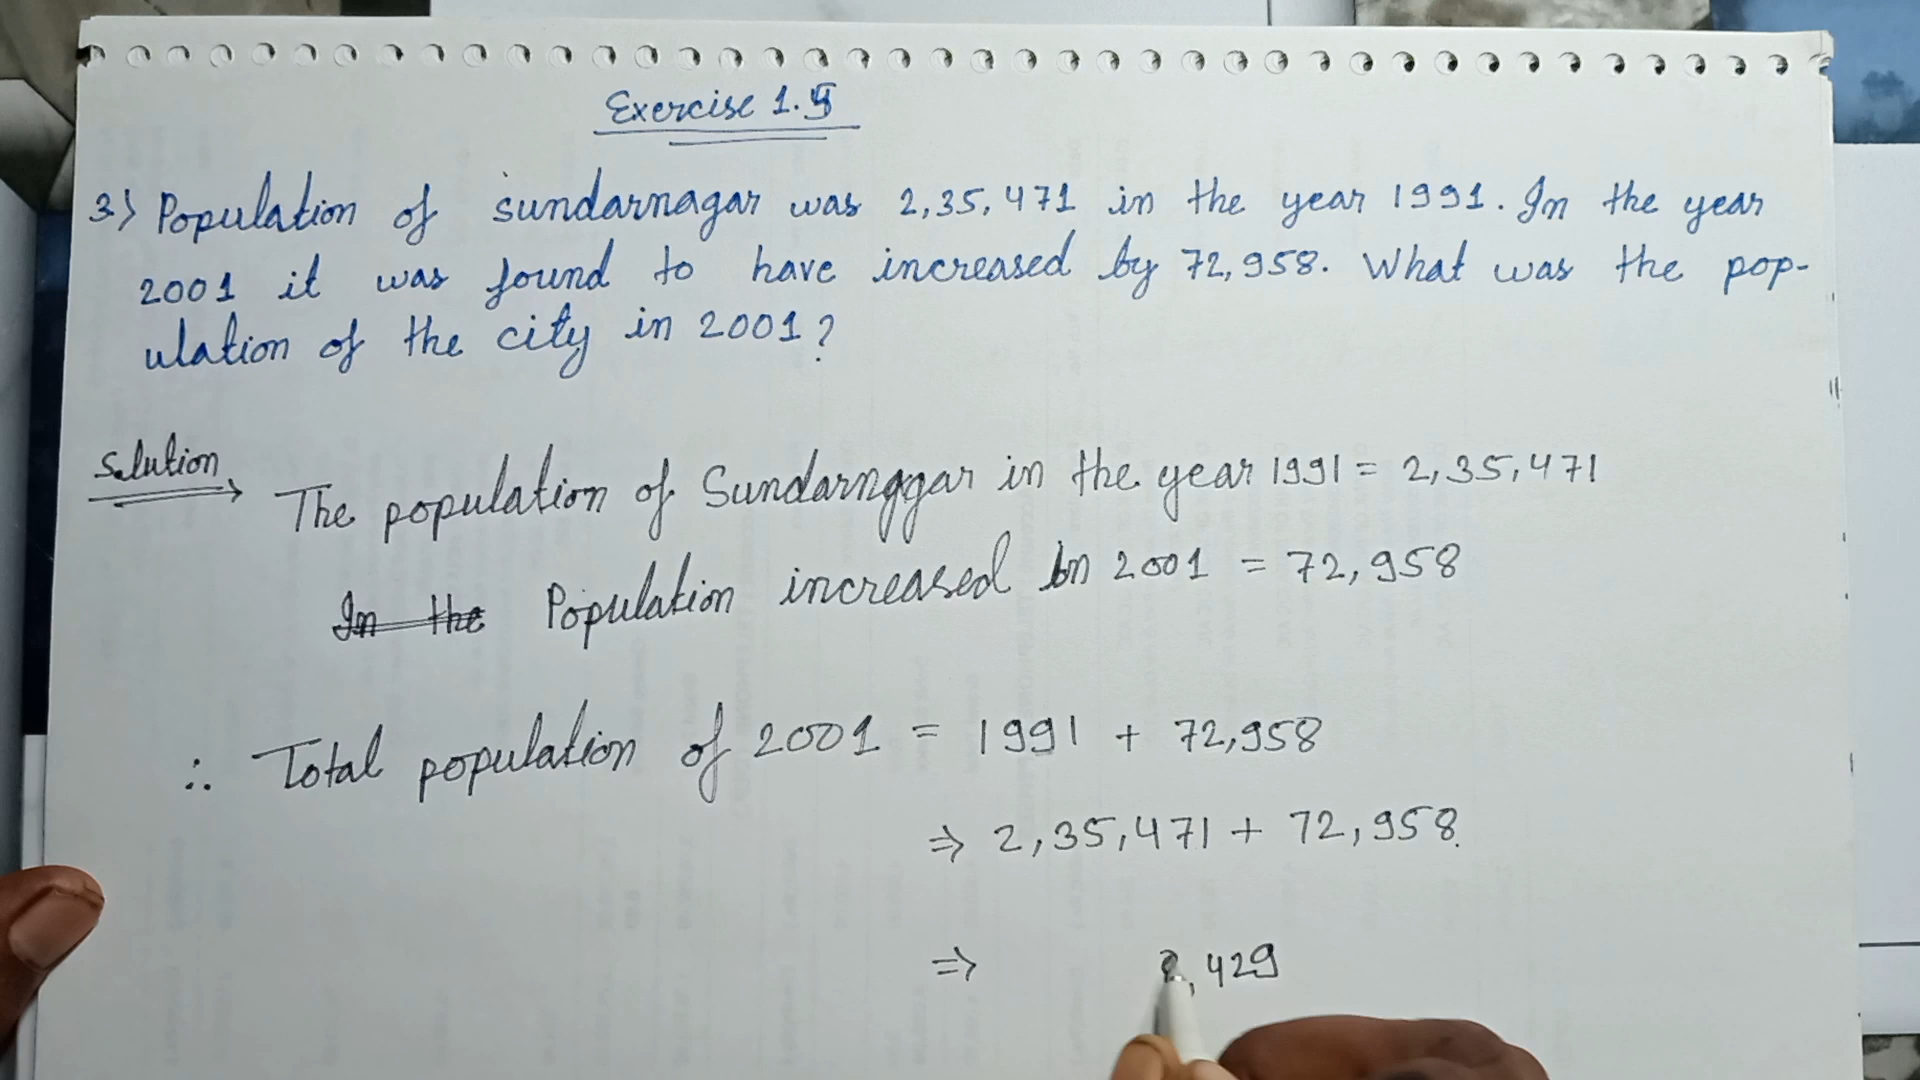 Exercise 1.5
3) Population of sundarnagar was 2,35,471 in the year 1991. In the year
2001 it was found to have increased by 72,958. What was the pop-
ulation of the city in 2001?
Solution
The population of Sundarnagar in the year 1991 = 2,35,471
In the Population increased in 2001 = 72,958
∴ Total population of 2001 = 1991 + 72,958
⇒ 2,35,471 + 72,958.
⇒ 8,429